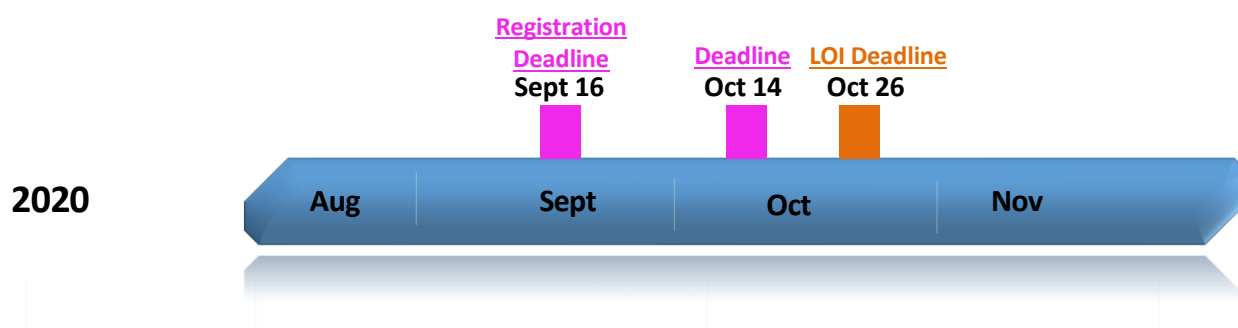 Registration
Deadline
Sept 16
Deadline
Oct 14
LOI Deadline
Oct 26
2020
Aug
Sept
Oct
Nov